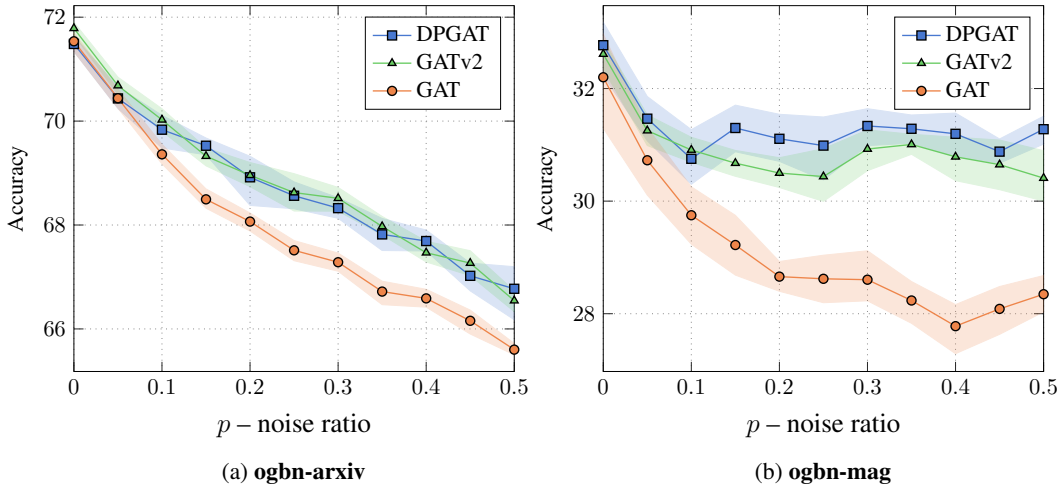 72
70
68
66
Accuracy
0
0.1
0.2
0.3
0.4
0.5
p – noise ratio
DPGAT
GATv2
GAT
(a) ogbn-arxiv
32
30
28
Accuracy
0
0.1
0.2
0.3
0.4
0.5
p – noise ratio
DPGAT
GATv2
GAT
(b) ogbn-mag